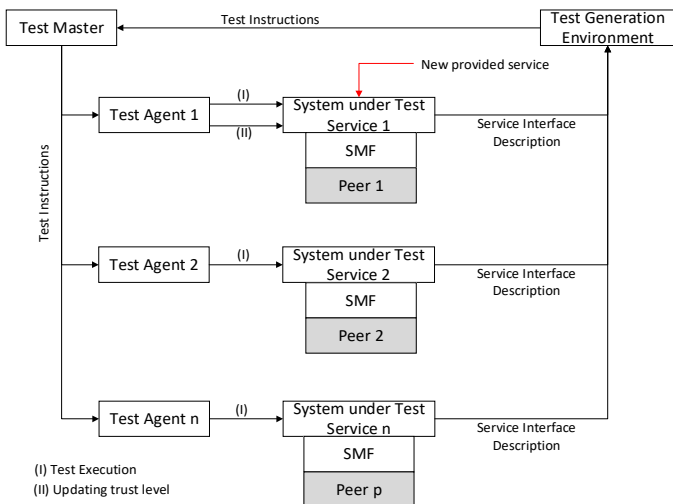 Test Master
Test Instructions
Test Generation
Environment
New provided service
Test Agent 1
(I)
(II)
System under Test
Service 1
SMF
Peer 1
Service Interface
Description
Test Instructions
Test Agent 2
(I)
System under Test
Service 2
SMF
Peer 2
Service Interface
Description
Test Agent n
(I)
System under Test
Service n
SMF
Peer p
Service Interface
Description
(I) Test Execution
(II) Updating trust level